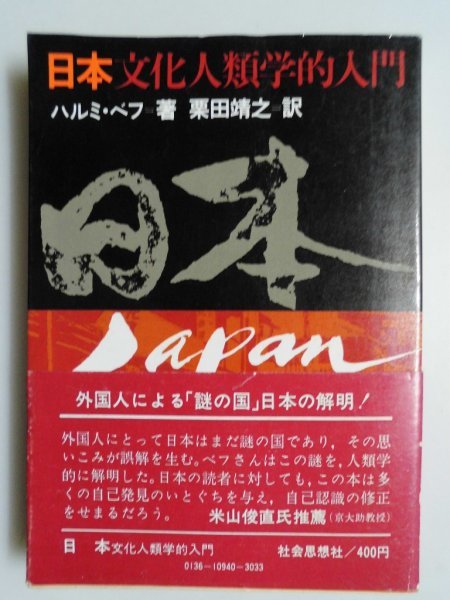 日本 文化人類学的入門
ハルミ・ベフ=著 栗田靖之=訳
日本
Japan
外国人による「謎の国」日本の解明!
外国人にとって日本はまだ謎の国であり，その思
いこみが誤解を生む。ベフさんはこの謎を，人類学
的に解明した。日本の読者に対しても，この本は多
くの自己発見のいとぐちを与え，自己認識の修正
をせまるだろう。 米山俊直氏推薦(京大助教授)
日 本文化人類学的入門 社会思想社/400円
0136-10940-3033